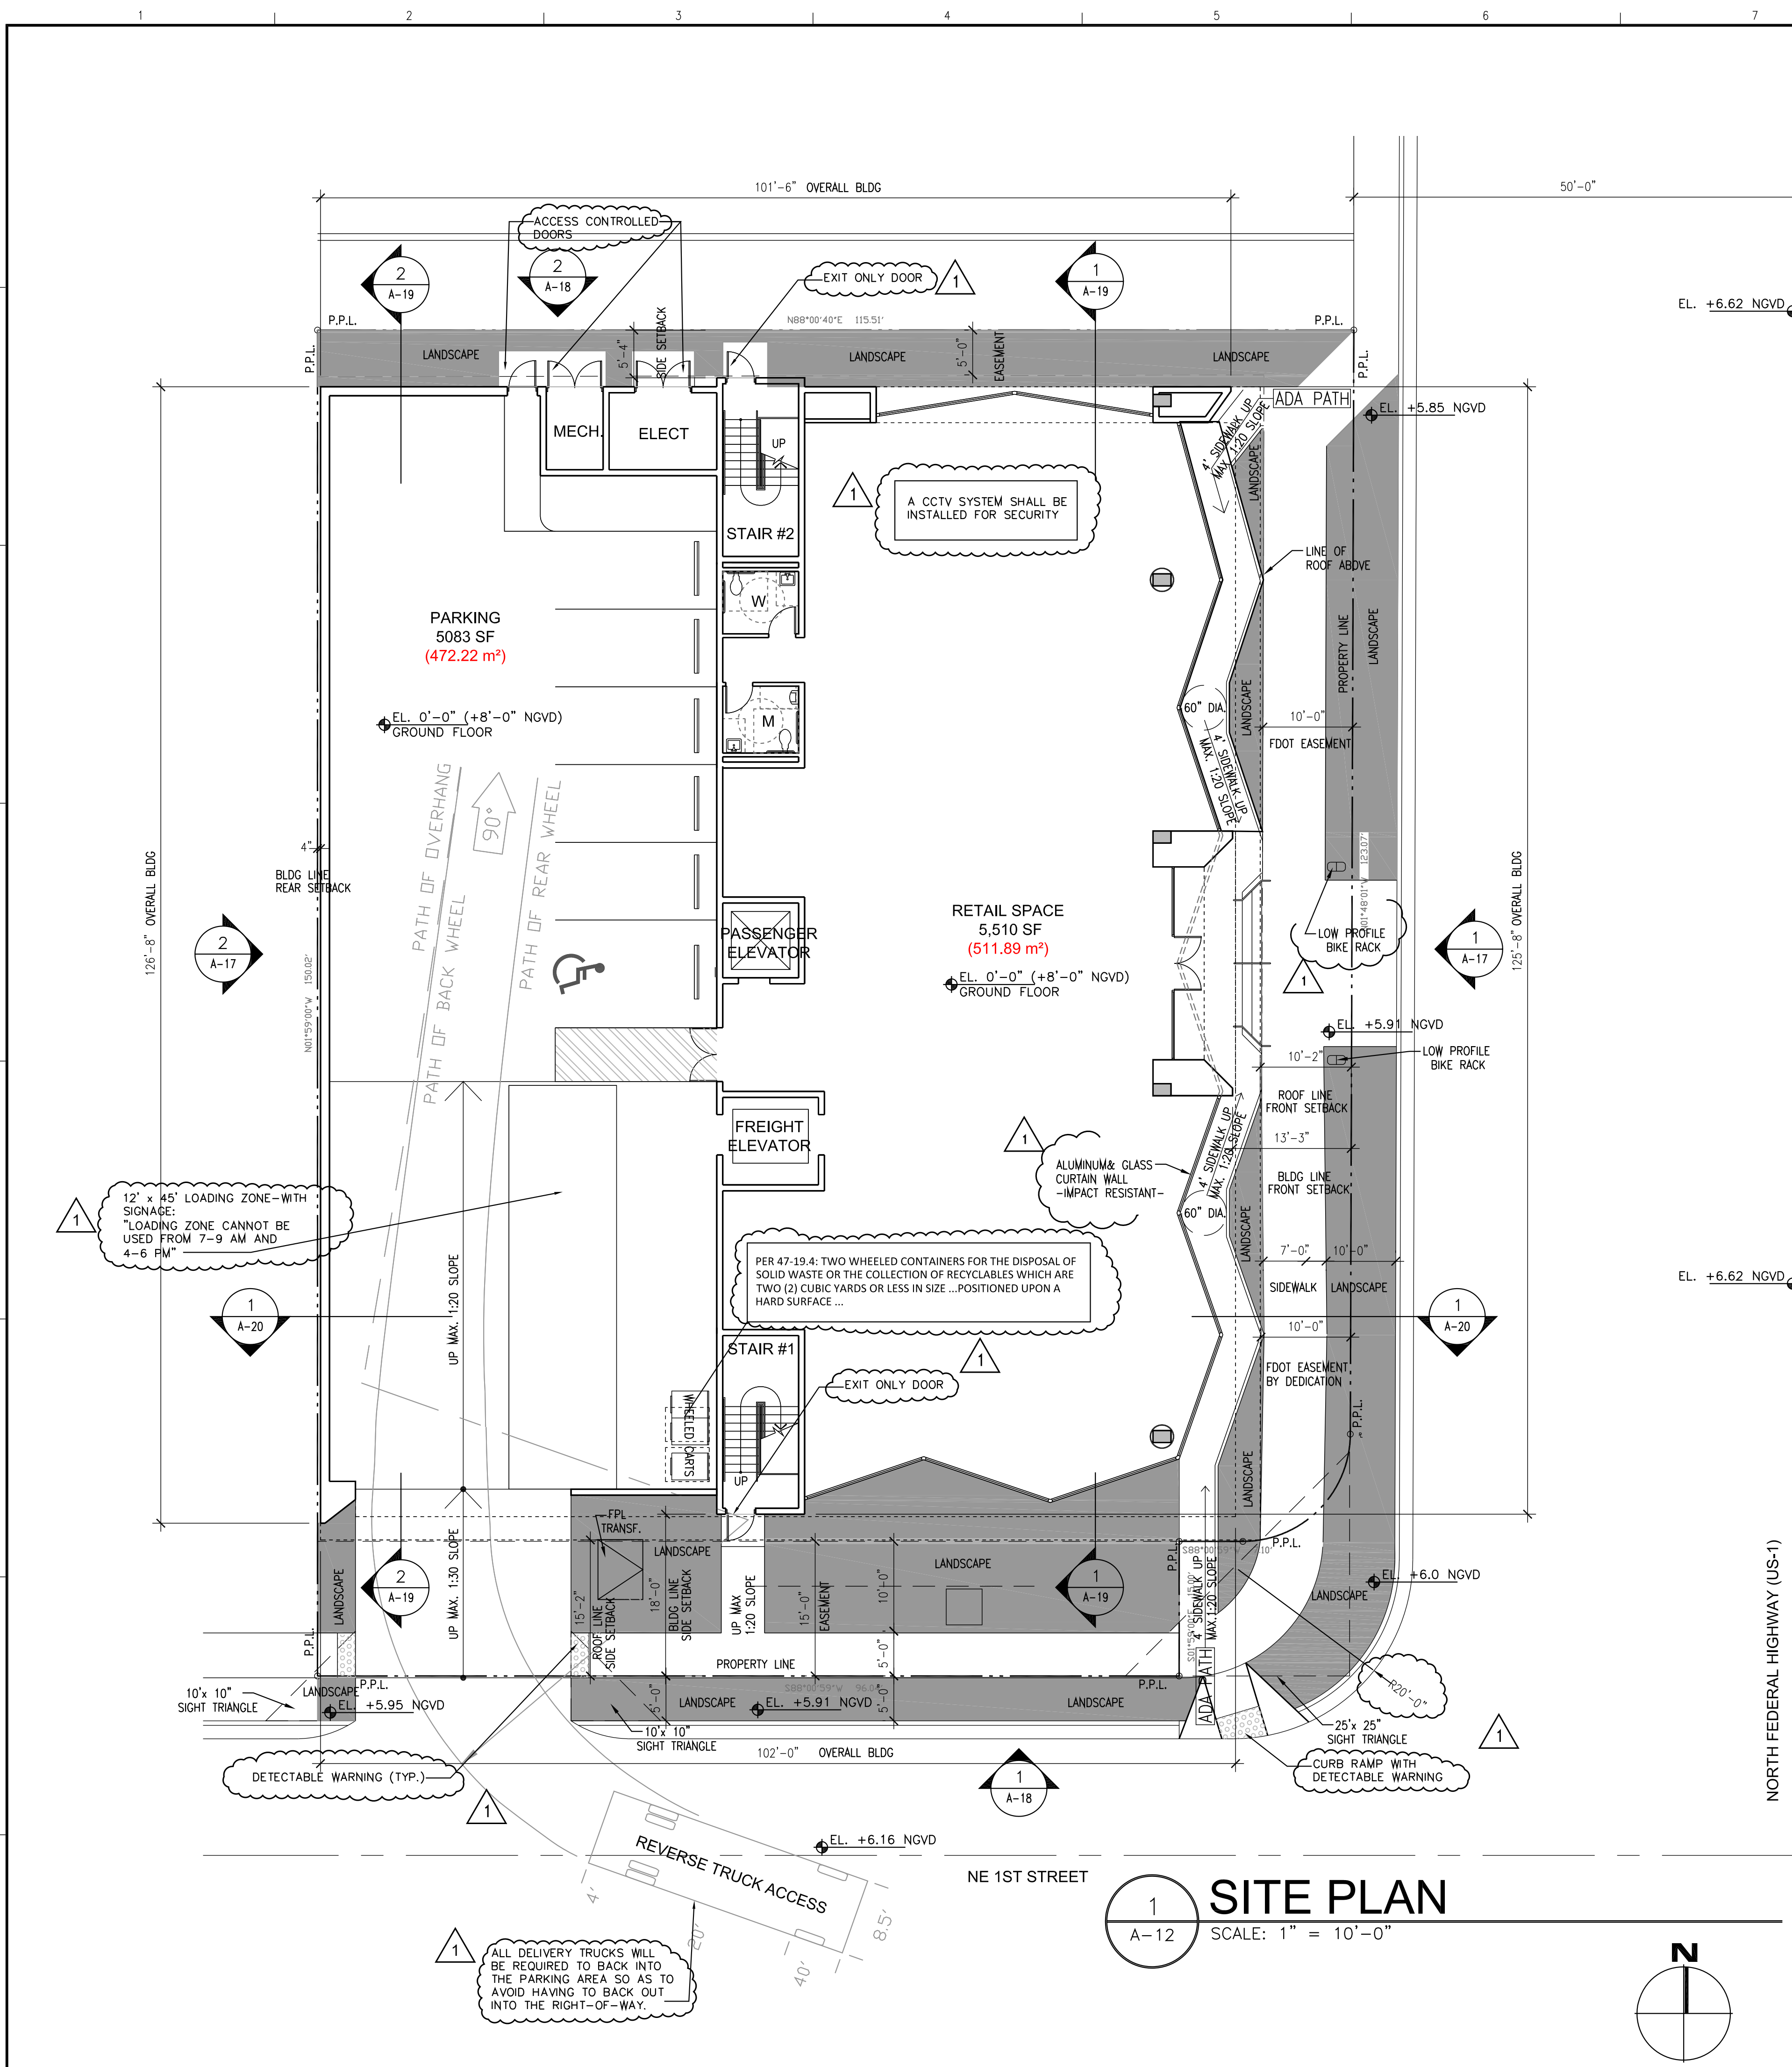 1
2
3
4
5
6
7
101'-6" OVERALL BLDG
50'-0"
ACCESS CONTROLLED
DOORS
2
A-19
2
A-18
EXIT ONLY DOOR
1
1
A-19
EL. +6.62 NGVD
P.P.L.
N88°00'40"E 115.51'
P.P.L.
P.P.L.
LANDSCAPE
5'-4"
SIDE SETBACK
LANDSCAPE
5'-0"
EASEMENT
LANDSCAPE
P.P.L.
ADA PATH
EL. +5.85 NGVD
MECH.
ELECT
UP
4' SIDEWALK UP
MAX. 1:20 SLOPE
LANDSCAPE
1
A CCTV SYSTEM SHALL BE
INSTALLED FOR SECURITY
STAIR #2
LINE OF
ROOF ABOVE
W
PARKING
5083 SF
(472.22 m²)
PROPERTY LINE
LANDSCAPE
M
60" DIA.
LANDSCAPE
10'-0"
FDOT EASEMENT
EL. 0'-0" (+8'-0" NGVD)
GROUND FLOOR
4' SIDEWALK UP
MAX. 1:20 SLOPE
PATH OF OVERHANG
90°
PATH OF REAR WHEEL
PATH OF BACK WHEEL
4"
BLDG LINE
REAR SETBACK
126'-8" OVERALL BLDG
N01°59'00"W 150.02'
2
A-17
PASSENGER
ELEVATOR
RETAIL SPACE
5,510 SF
(511.89 m²)
EL. 0'-0" (+8'-0" NGVD)
GROUND FLOOR
N01°48'01"W 123.07'
LOW PROFILE
BIKE RACK
1
1
A-17
125'-8" OVERALL BLDG
EL. +5.91 NGVD
LOW PROFILE
BIKE RACK
10'-2"
ROOF LINE
FRONT SETBACK
FREIGHT
ELEVATOR
1
ALUMINUM& GLASS
CURTAIN WALL
-IMPACT RESISTANT-
4' SIDEWALK UP
MAX. 1:20 SLOPE
13'-3"
BLDG LINE
FRONT SETBACK
60" DIA.
LANDSCAPE
1
12' x 45' LOADING ZONE-WITH
SIGNAGE:
"LOADING ZONE CANNOT BE
USED FROM 7-9 AM AND
4-6 PM"
UP MAX. 1:20 SLOPE
PER 47-19.4: TWO WHEELED CONTAINERS FOR THE DISPOSAL OF
SOLID WASTE OR THE COLLECTION OF RECYCLABLES WHICH ARE
TWO (2) CUBIC YARDS OR LESS IN SIZE ...POSITIONED UPON A
HARD SURFACE ...
7'-0"
10'-0"
SIDEWALK
LANDSCAPE
EL. +6.62 NGVD
1
A-20
1
A-20
10'-0"
STAIR #1
1
FDOT EASEMENT
BY DEDICATION
EXIT ONLY DOOR
WHEELED CARTS
UP
P.P.L.
LANDSCAPE
FPL
TRANSF.
LANDSCAPE
UP MAX. 1:30 SLOPE
LANDSCAPE
2
A-19
15'-2"
ROOF LINE
SIDE SETBACK
18'-0"
BLDG LINE
SIDE SETBACK
UP MAX
1:20 SLOPE
15'-0"
EASEMENT
10'-0"
LANDSCAPE
1
A-19
P.P.L.
S88°00'59"W 10'
P.P.L.
S01°59'00"E 15.00'
4' SIDEWALK UP
MAX.1:20 SLOPE
EL. +6.0 NGVD
LANDSCAPE
P.P.L.
PROPERTY LINE
5'-0"
S88°00'59"W 96.04'
P.P.L.
P.P.L.
ADA PATH
R20'-0"
10'x 10"
SIGHT TRIANGLE
LANDSCAPE
EL. +5.95 NGVD
5'-0"
LANDSCAPE
EL. +5.91 NGVD
5'-0"
LANDSCAPE
10'x 10"
SIGHT TRIANGLE
25'x 25"
SIGHT TRIANGLE
1
102'-0" OVERALL BLDG
CURB RAMP WITH
DETECTABLE WARNING
DETECTABLE WARNING (TYP.)
1
1
A-18
NORTH FEDERAL HIGHWAY (US-1)
EL. +6.16 NGVD
REVERSE TRUCK ACCESS
4'
20'
40'
8.5'
NE 1ST STREET
1
A-12
SITE PLAN
SCALE: 1" = 10'-0"
1
ALL DELIVERY TRUCKS WILL
BE REQUIRED TO BACK INTO
THE PARKING AREA SO AS TO
AVOID HAVING TO BACK OUT
INTO THE RIGHT-OF-WAY.
N